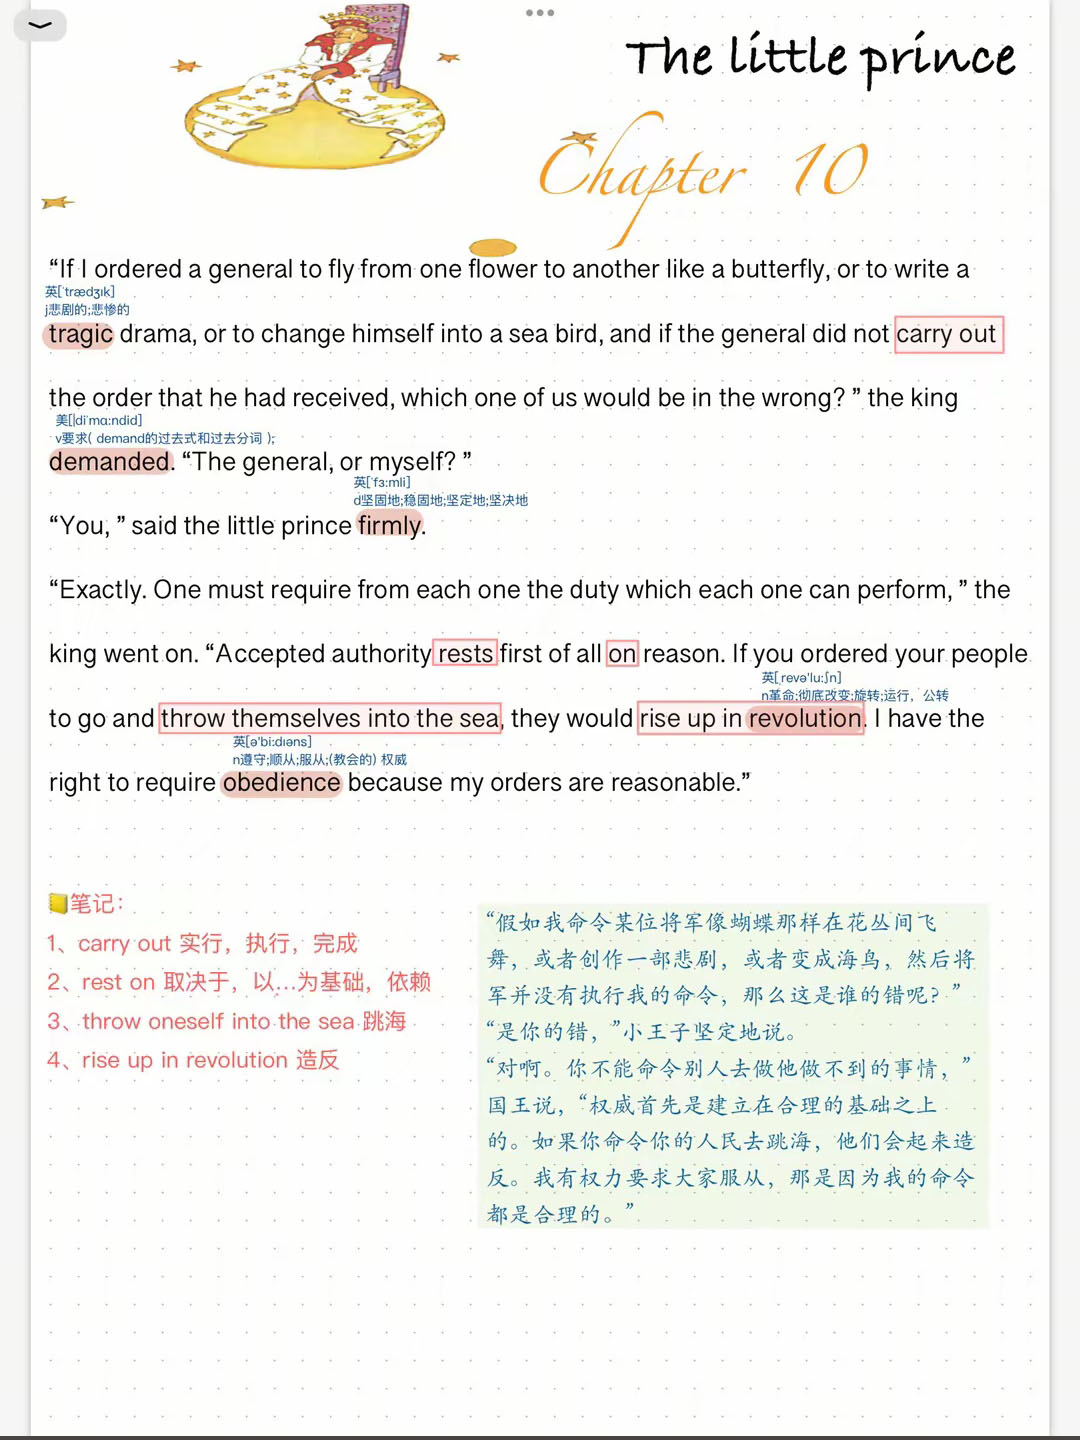 The little prince
Chapter 10
“If I ordered a general to fly from one flower to another like a butterfly, or to write a
英[ˈtrædʒɪk]
j悲剧的;悲惨的
tragic drama, or to change himself into a sea bird, and if the general did not carry out
the order that he had received, which one of us would be in the wrong? ” the king
美[|diˈmɑ:ndid]
v要求( demand的过去式和过去分词 );
demanded. “The general, or myself? ”
英[ˈfɜ:mli]
d坚固地;稳固地;坚定地;坚决地
“You, ” said the little prince firmly.
“Exactly. One must require from each one the duty which each one can perform, ” the
king went on. “Accepted authority rests first of all on reason. If you ordered your people
英[ˌrevəˈlu:ʃn]
n革命;彻底改变;旋转;运行，公转
to go and throw themselves into the sea, they would rise up in revolution. I have the
英[əˈbi:dɪəns]
n遵守;顺从;服从;(教会的) 权威
right to require obedience because my orders are reasonable.”
笔记：
1、carry out 实行，执行，完成
2、rest on 取决于，以...为基础，依赖
3、throw oneself into the sea 跳海
4、rise up in revolution 造反
“假如我命令某位将军像蝴蝶那样在花丛间飞
舞，或者创作一部悲剧，或者变成海鸟，然后将
军并没有执行我的命令，那么这是谁的错呢？”
“是你的错，”小王子坚定地说。
“对啊。你不能命令别人去做他做不到的事情，”
国王说，“权威首先是建立在合理的基础之上
的。如果你命令你的人民去跳海，他们会起来造
反。我有权力要求大家服从，那是因为我的命令
都是合理的。”